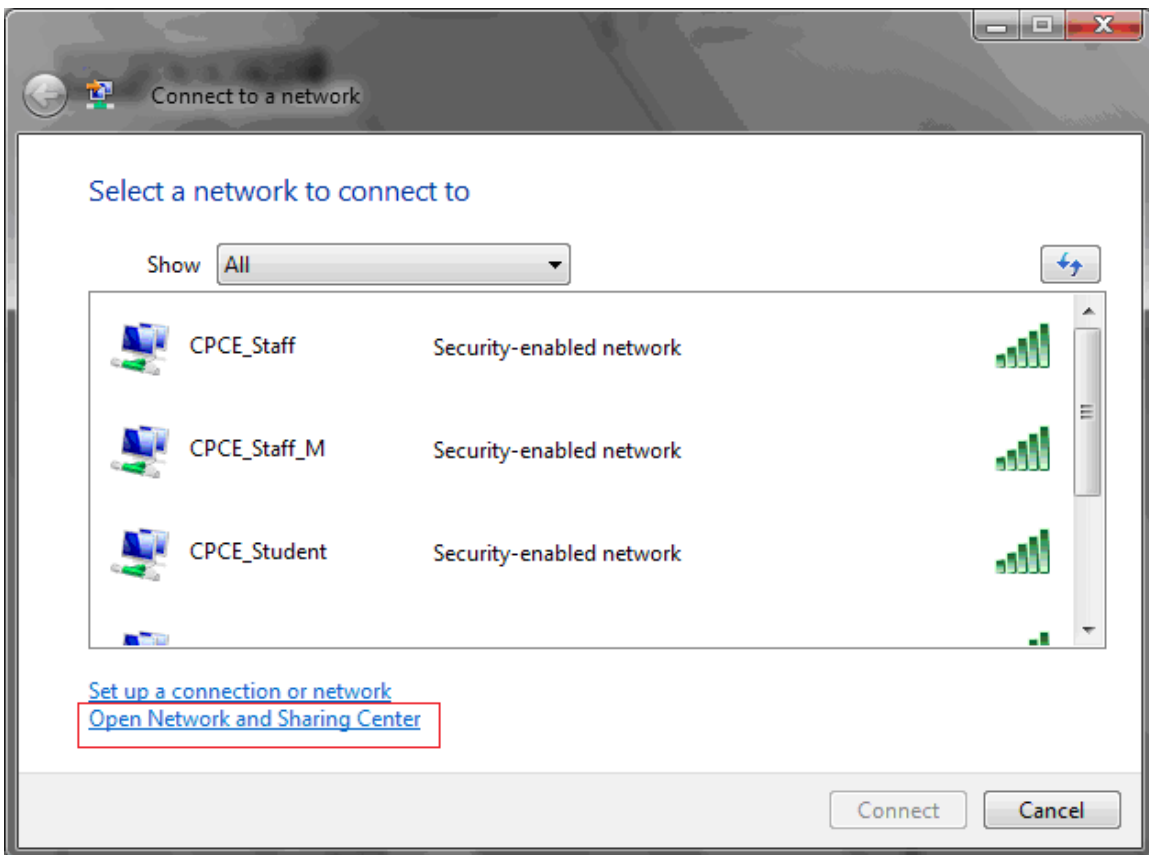 Connect to a network
Select a network to connect to
Show All
CPCE_Staff Security-enabled network
CPCE_Staff_M Security-enabled network
CPCE_Student Security-enabled network
Set up a connection or network
Open Network and Sharing Center
Connect Cancel